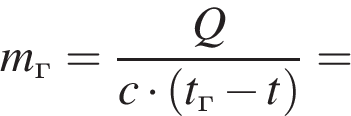 m_г = Q / (c · (t_г − t)) =